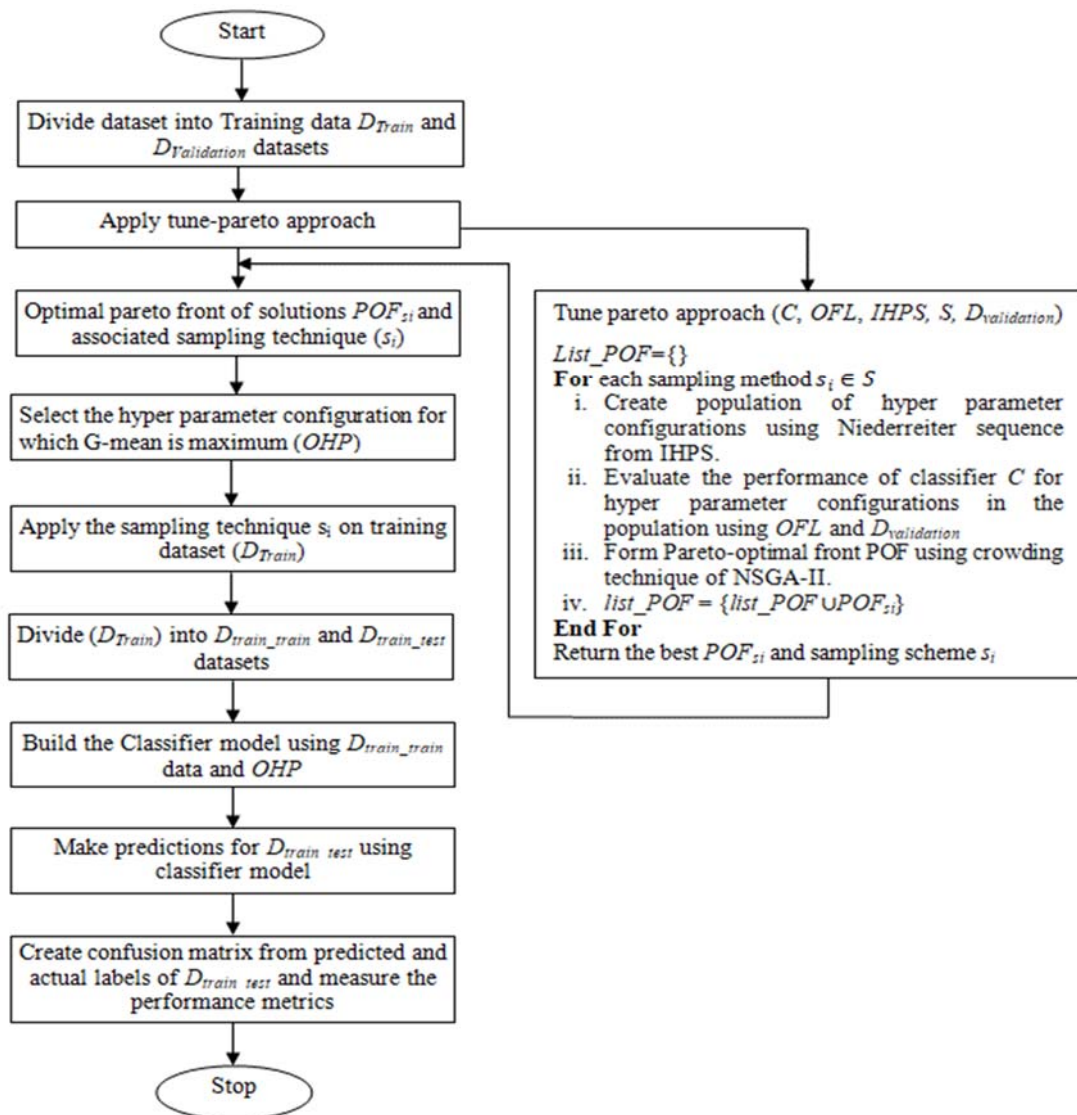 Start
Divide dataset into Training data D_Train and
D_Validation datasets
Apply tune-pareto approach
Optimal pareto front of solutions POF_si and
associated sampling technique (s_i)
Select the hyper parameter configuration for
which G-mean is maximum (OHP)
Apply the sampling technique s_i on training
dataset (D_Train)
Divide (D_Train) into D_train_train and D_train_test
datasets
Build the Classifier model using D_train_train
data and OHP
Make predictions for D_train_test using
classifier model
Create confusion matrix from predicted and
actual labels of D_train_test and measure the
performance metrics
Stop
Tune pareto approach (C, OFL, IHPS, S, D_validation)
List_POF={}
For each sampling method s_i ∈ S
i. Create population of hyper parameter
configurations using Niederreiter sequence
from IHPS.
ii. Evaluate the performance of classifier C for
hyper parameter configurations in the
population using OFL and D_validation
iii. Form Pareto-optimal front POF using crowding
technique of NSGA-II.
iv. list_POF = {list_POF ∪POF_si}
End For
Return the best POF_si and sampling scheme s_i